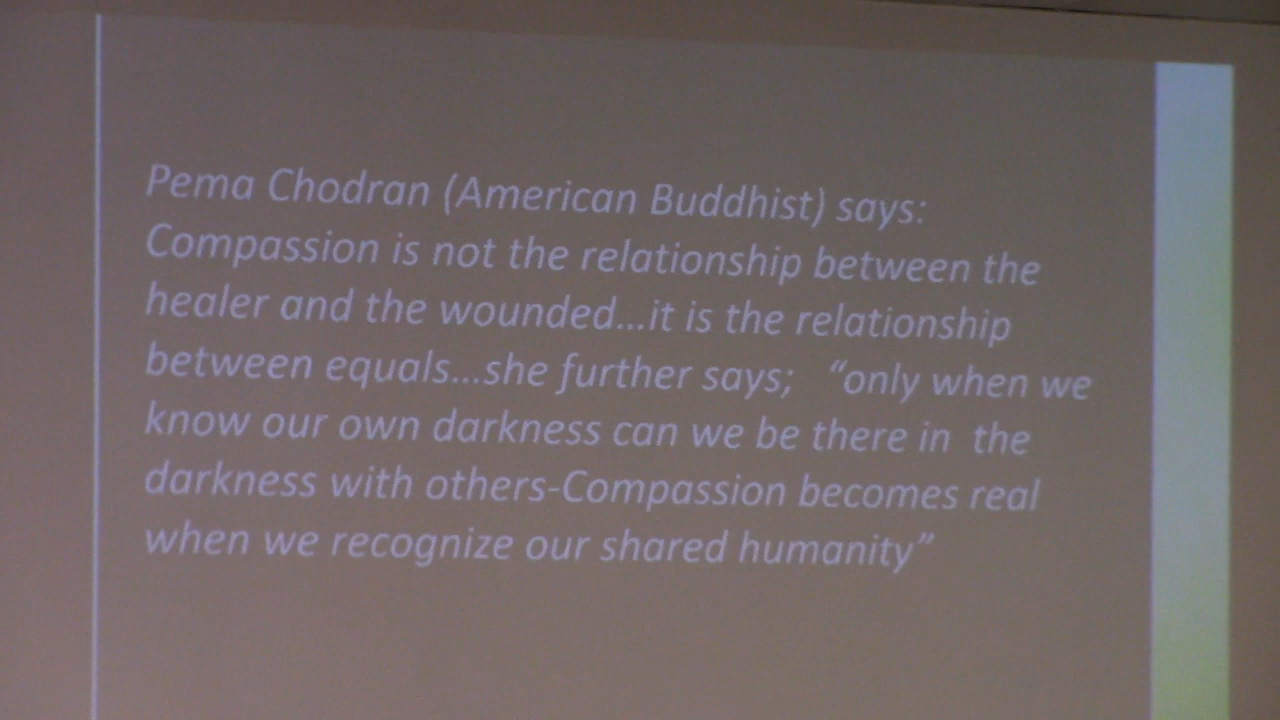 Pema Chodran (American Buddhist) says:
Compassion is not the relationship between the
healer and the wounded...it is the relationship
between equals...she further says;   “only when we
know our own darkness can we be there in  the
darkness with others-Compassion becomes real
when we recognize our shared humanity”